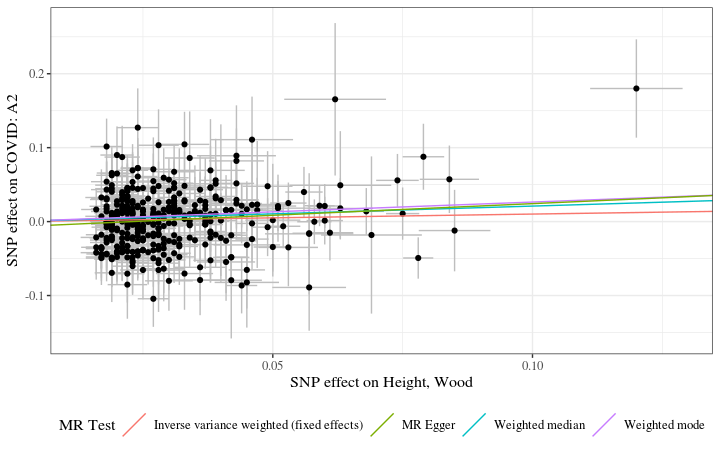 SNP effect on COVID: A2
0.2
0.1
0.0
-0.1
0.05
0.10
SNP effect on Height, Wood
MR Test
Inverse variance weighted (fixed effects)
MR Egger
Weighted median
Weighted mode